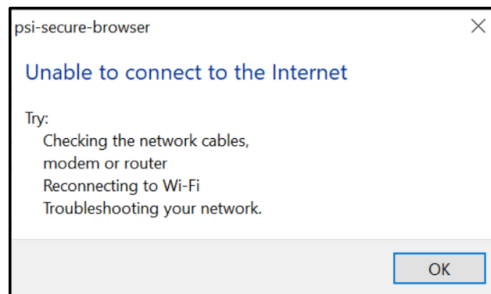 psi-secure-browser
Unable to connect to the Internet
Try:
Checking the network cables,
modem or router
Reconnecting to Wi-Fi
Troubleshooting your network.
OK